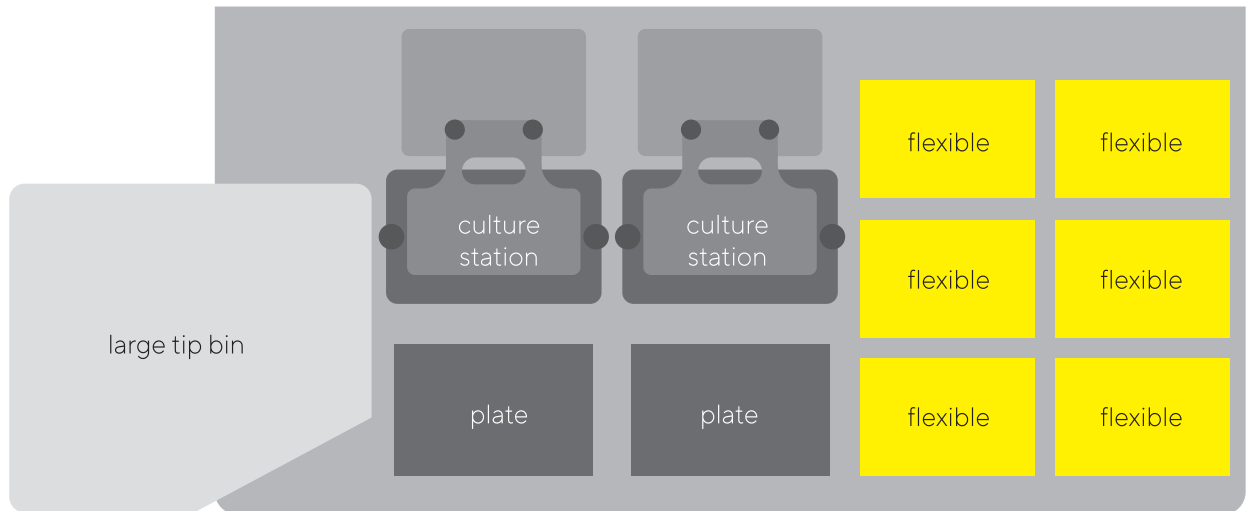 flexible
flexible
culture
station
culture
station
flexible
flexible
large tip bin
plate
plate
flexible
flexible